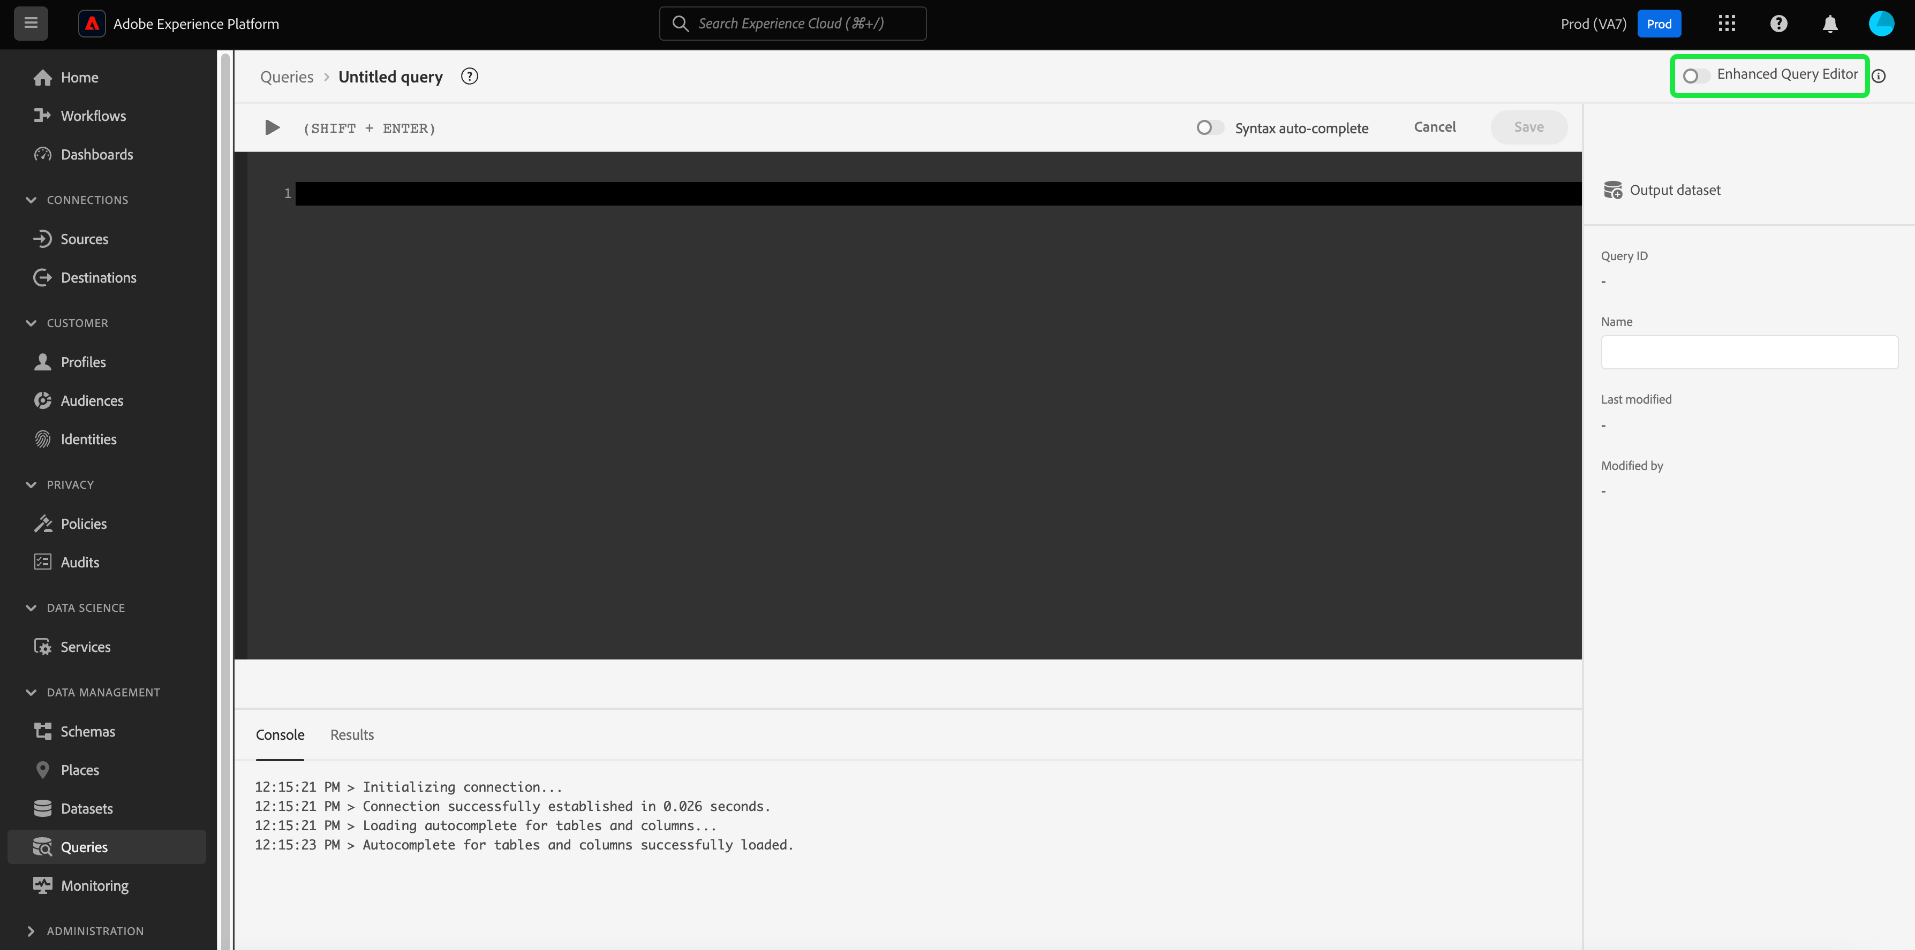 Adobe Experience Platform
Search Experience Cloud (⌘+/)
Prod (VA7)
Prod
Home
Workflows
Dashboards
CONNECTIONS
Sources
Destinations
CUSTOMER
Profiles
Audiences
Identities
PRIVACY
Policies
Audits
DATA SCIENCE
Services
DATA MANAGEMENT
Schemas
Places
Datasets
Queries
Monitoring
ADMINISTRATION
Queries > Untitled query
Enhanced Query Editor
(SHIFT + ENTER)
Syntax auto-complete
Cancel
Save
1
Console
Results
12:15:21 PM > Initializing connection...
12:15:21 PM > Connection successfully established in 0.026 seconds.
12:15:21 PM > Loading autocomplete for tables and columns...
12:15:23 PM > Autocomplete for tables and columns successfully loaded.
Output dataset
Query ID
-
Name
Last modified
-
Modified by
-